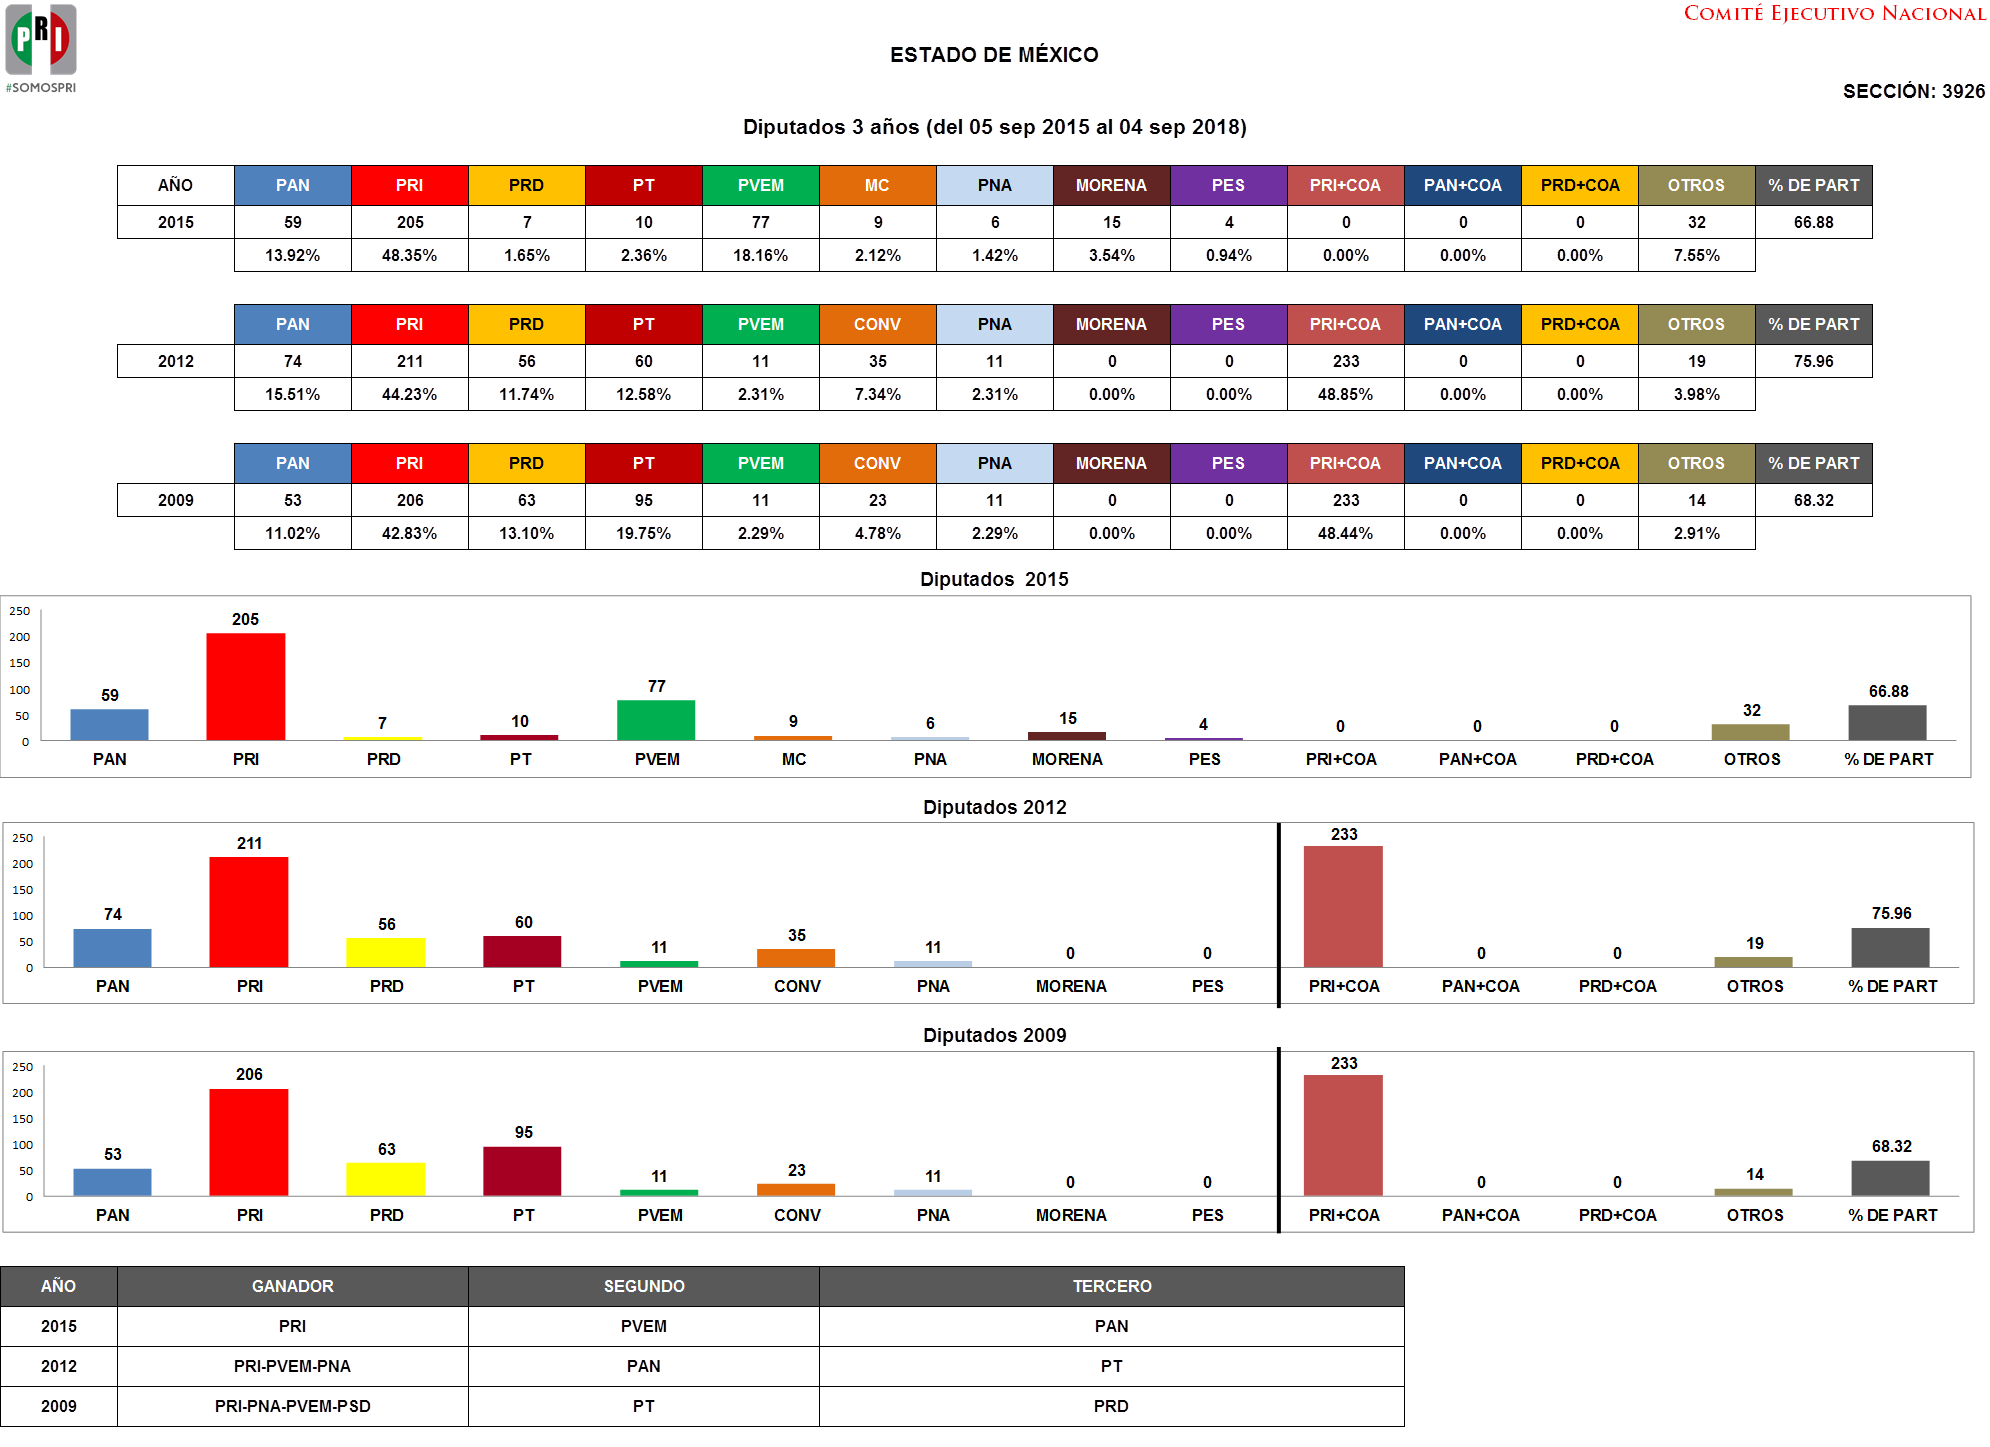 PRI
#SOMOSPRI
COMITÉ EJECUTIVO NACIONAL
ESTADO DE MÉXICO
SECCIÓN: 3926
Diputados 3 años (del 05 sep 2015 al 04 sep 2018)
AÑO PAN PRI PRD PT PVEM MC PNA MORENA PES PRI+COA PAN+COA PRD+COA OTROS % DE PART
2015 59 205 7 10 77 9 6 15 4 0 0 0 32 66.88
13.92% 48.35% 1.65% 2.36% 18.16% 2.12% 1.42% 3.54% 0.94% 0.00% 0.00% 0.00% 7.55%
PAN PRI PRD PT PVEM CONV PNA MORENA PES PRI+COA PAN+COA PRD+COA OTROS % DE PART
2012 74 211 56 60 11 35 11 0 0 233 0 0 19 75.96
15.51% 44.23% 11.74% 12.58% 2.31% 7.34% 2.31% 0.00% 0.00% 48.85% 0.00% 0.00% 3.98%
PAN PRI PRD PT PVEM CONV PNA MORENA PES PRI+COA PAN+COA PRD+COA OTROS % DE PART
2009 53 206 63 95 11 23 11 0 0 233 0 0 14 68.32
11.02% 42.83% 13.10% 19.75% 2.29% 4.78% 2.29% 0.00% 0.00% 48.44% 0.00% 0.00% 2.91%
Diputados 2015
250
200
150
100
50
0
59 205 7 10 77 9 6 15 4 0 0 0 32 66.88
PAN PRI PRD PT PVEM MC PNA MORENA PES PRI+COA PAN+COA PRD+COA OTROS % DE PART
Diputados 2012
250
200
150
100
50
0
74 211 56 60 11 35 11 0 0 233 0 0 19 75.96
PAN PRI PRD PT PVEM CONV PNA MORENA PES PRI+COA PAN+COA PRD+COA OTROS % DE PART
Diputados 2009
250
200
150
100
50
0
53 206 63 95 11 23 11 0 0 233 0 0 14 68.32
PAN PRI PRD PT PVEM CONV PNA MORENA PES PRI+COA PAN+COA PRD+COA OTROS % DE PART
AÑO GANADOR SEGUNDO TERCERO
2015 PRI PVEM PAN
2012 PRI-PVEM-PNA PAN PT
2009 PRI-PNA-PVEM-PSD PT PRD